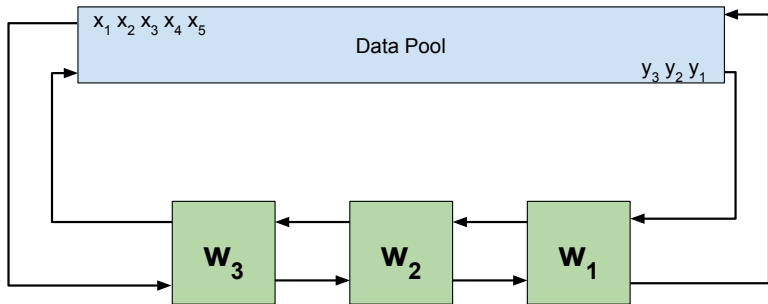 x₁ x₂ x₃ x₄ x₅
Data Pool
y₃ y₂ y₁
w₃ w₂ w₁